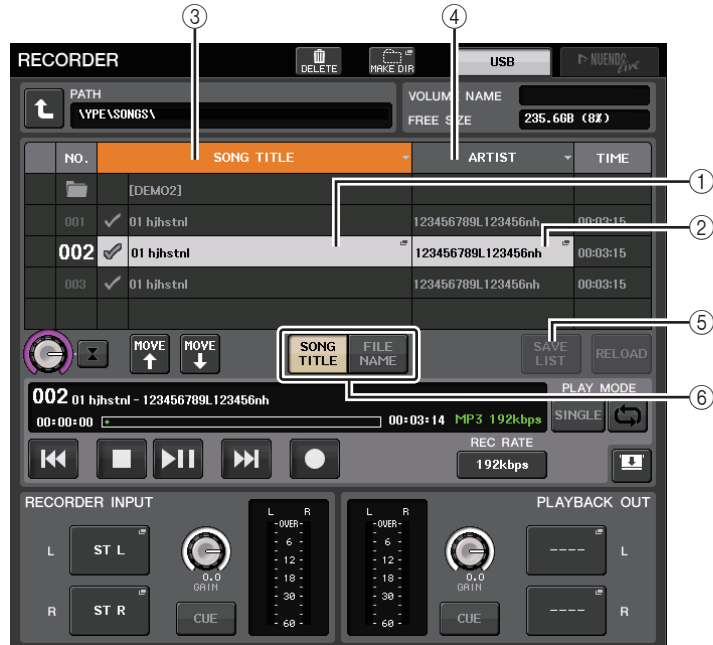 ③ ④
RECORDER DELETE MAKE DIR USB NUENDO Live
PATH
\YPE\SONGS\
VOLUME NAME
FREE SIZE 235.6GB (8%)
NO. SONG TITLE ARTIST TIME
[DEMO2]
①
001 01 hjhstnl 123456789L123456nh 00:03:15
②
002 01 hjhstnl 123456789L123456nh 00:03:15
003 01 hjhstnl 123456789L123456nh 00:03:15
⑤
MOVE MOVE SONG TITLE FILE NAME SAVE LIST RELOAD
⑥
002 01 hjhstnl - 123456789L123456nh
PLAY MODE
00:00:00 00:03:14 MP3 192kbps SINGLE
REC RATE
192kbps
RECORDER INPUT
L R
-OVER-
6
12
18
30
60
L ST L
0.0
GAIN
R ST R CUE
PLAYBACK OUT
L R
-OVER-
6
12
18
30
60
0.0
GAIN
CUE
---- L
---- R